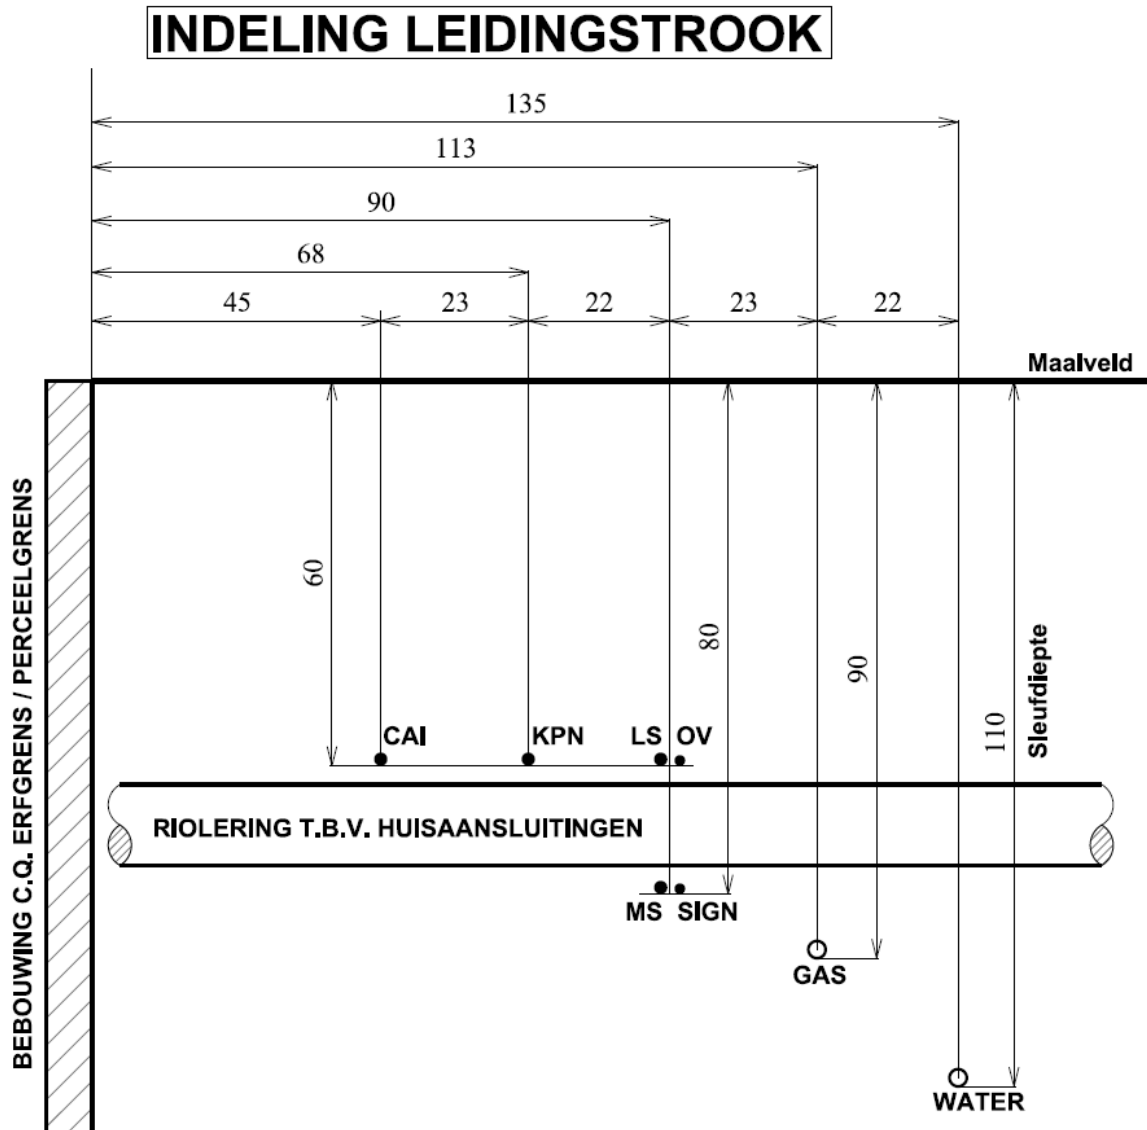 INDELING LEIDINGSTROOK
135
113
90
68
45 23 22 23 22
Maaiveld
60
80
90
110
Sleufdiepte
BEBOUWING C.Q. ERFGRENS / PERCEELGRENS
CAI KPN LS OV
RIOLERING T.B.V. HUISAANSLUITINGEN
MS SIGN
GAS
WATER